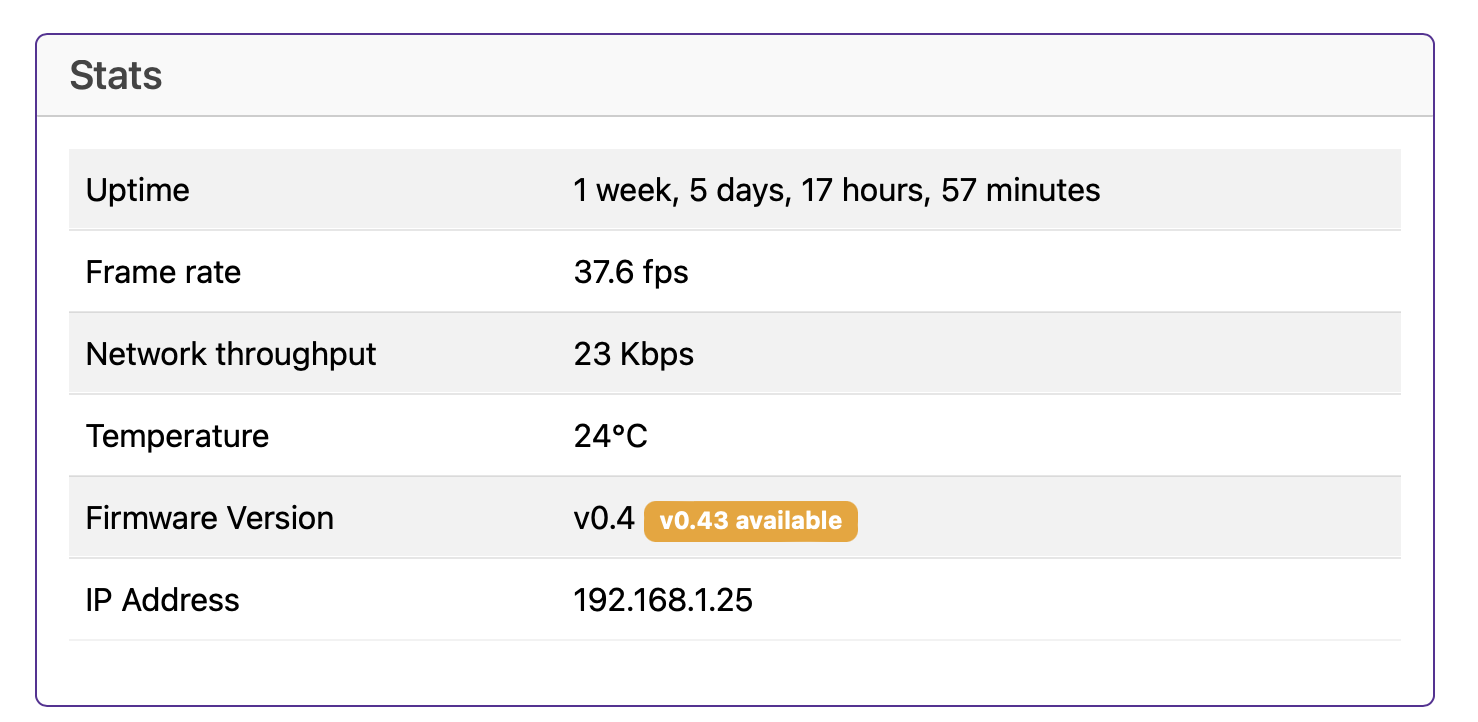 Stats
Uptime 1 week, 5 days, 17 hours, 57 minutes
Frame rate 37.6 fps
Network throughput 23 Kbps
Temperature 24°C
Firmware Version v0.4 v0.43 available
IP Address 192.168.1.25